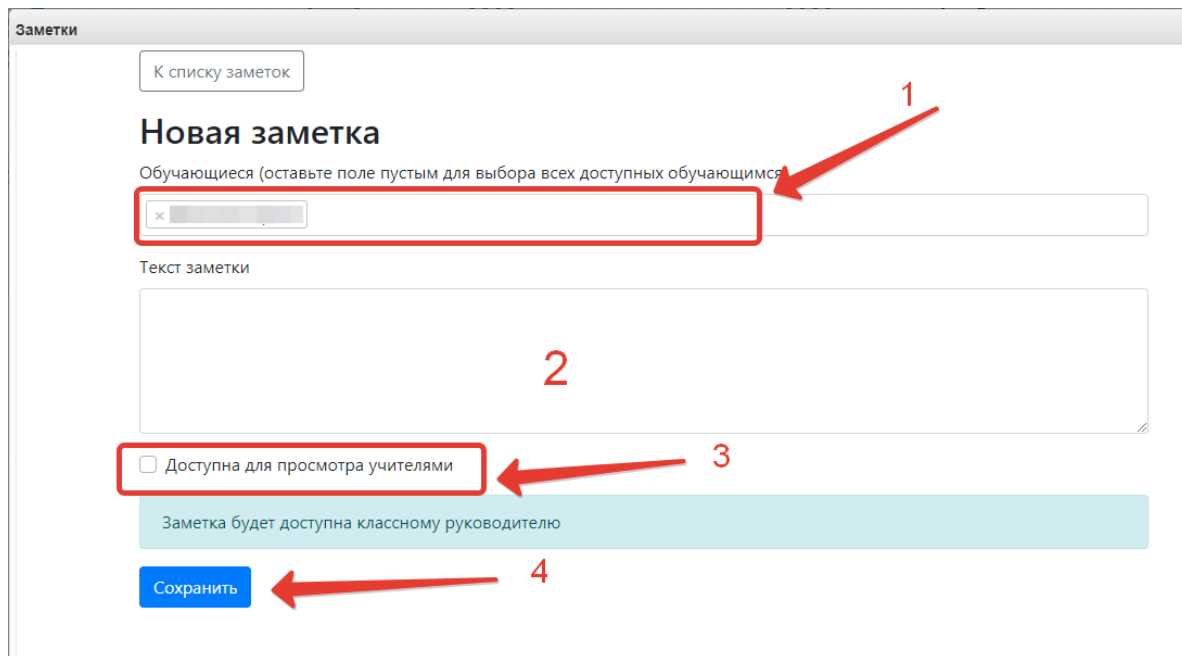 Заметки
К списку заметок
1
Новая заметка
Обучающиеся (оставьте поле пустым для выбора всех доступных обучающимся
×
Текст заметки
2
3
Доступна для просмотра учителями
Заметка будет доступна классному руководителю
4
Сохранить